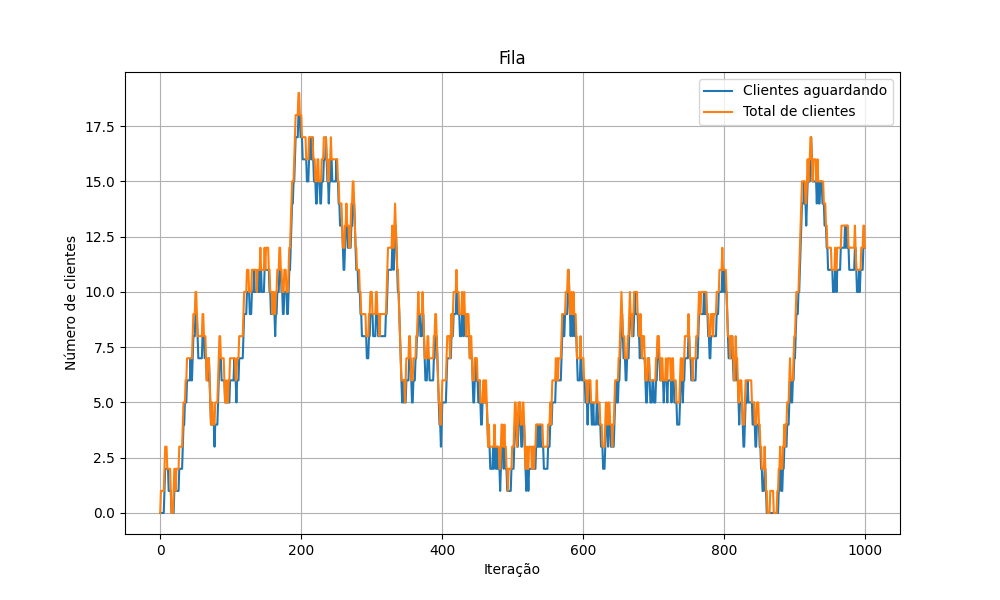 Fila
Clientes aguardando
Total de clientes
17.5
15.0
12.5
10.0
7.5
5.0
2.5
0.0
Número de clientes
0 200 400 600 800 1000
Iteração